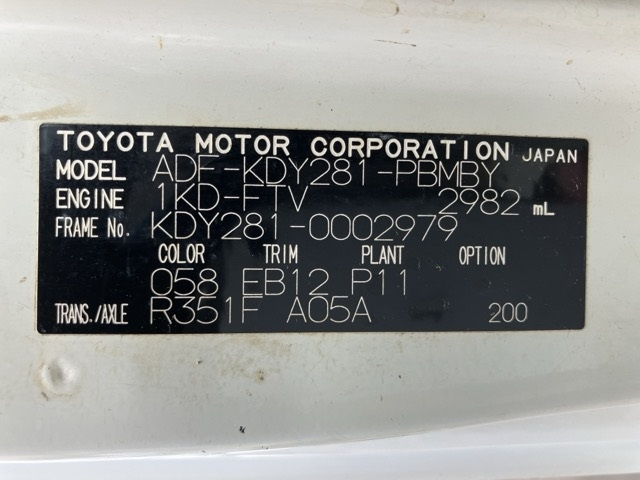 TOYOTA MOTOR CORPORATION JAPAN
MODEL ADF-KDY281-PBMBY
ENGINE 1KD-FTV 2982 mL
FRAME No. KDY281-0002979
COLOR TRIM PLANT OPTION
058 EB12 P11
TRANS./AXLE R351F A05A 200